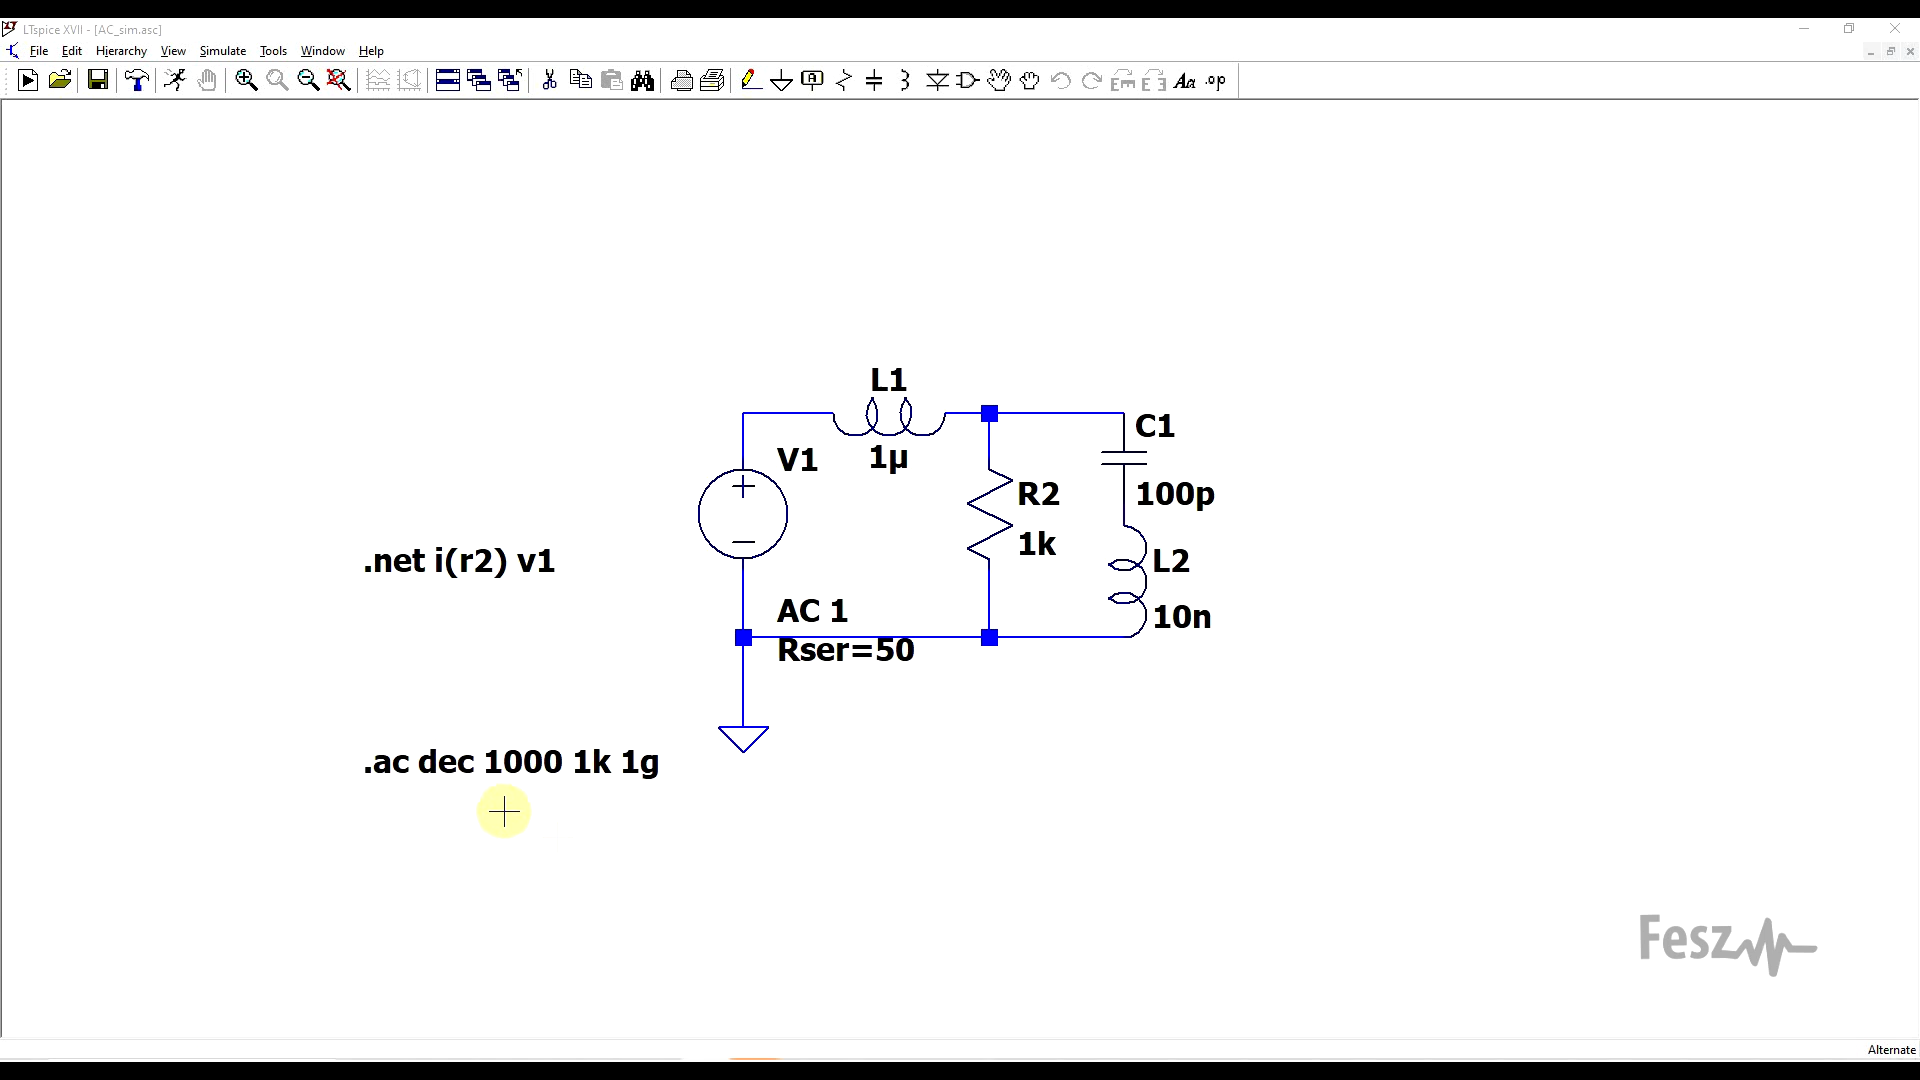 LTspice XVII - [AC_sim.asc]
File Edit Hierarchy View Simulate Tools Window Help
.op
L1
1µ
V1
C1
100p
R2
1k
L2
10n
.net i(r2) v1
AC 1
Rser=50
.ac dec 1000 1k 1g
Fesz
Alternate